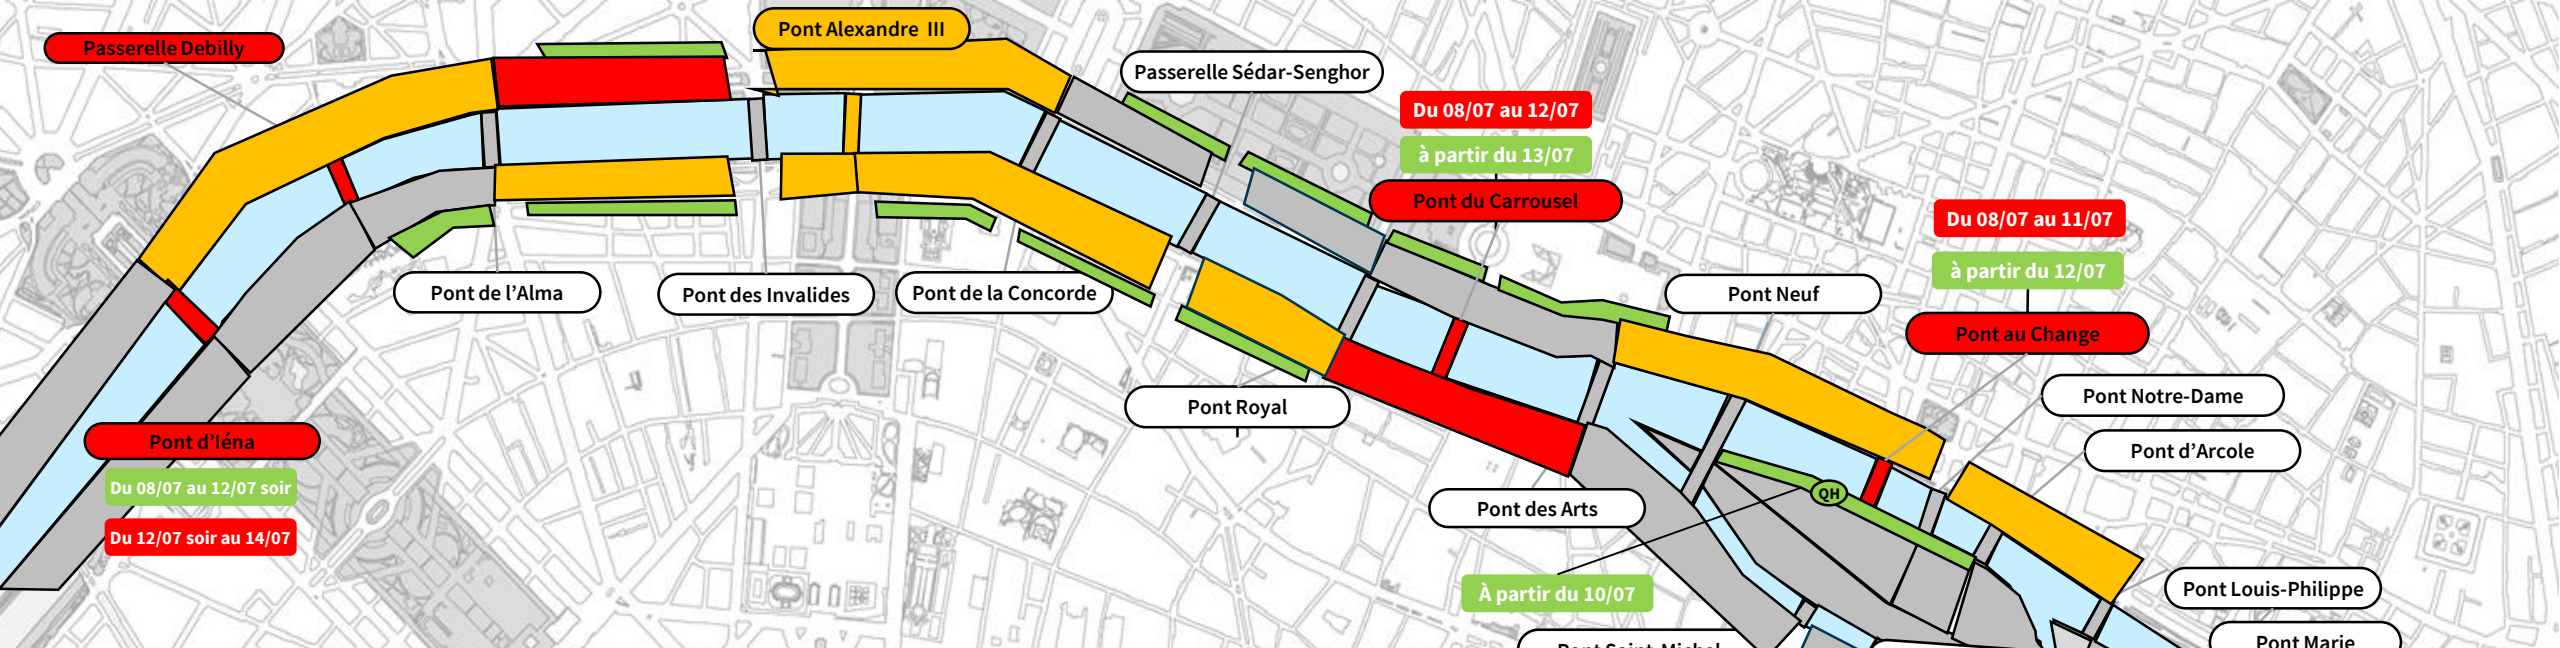 Passerelle Debilly
Pont Alexandre III
Passerelle Sédar-Senghor
Du 08/07 au 12/07
à partir du 13/07
Pont du Carrousel
Du 08/07 au 11/07
à partir du 12/07
Pont au Change
Pont de l'Alma
Pont des Invalides
Pont de la Concorde
Pont Neuf
Pont Notre-Dame
Pont Royal
Pont d'Arcole
Pont d'Iéna
Du 08/07 au 12/07 soir
Du 12/07 soir au 14/07
Pont des Arts
QH
À partir du 10/07
Pont Louis-Philippe
Pont Saint-Michel
Pont Marie